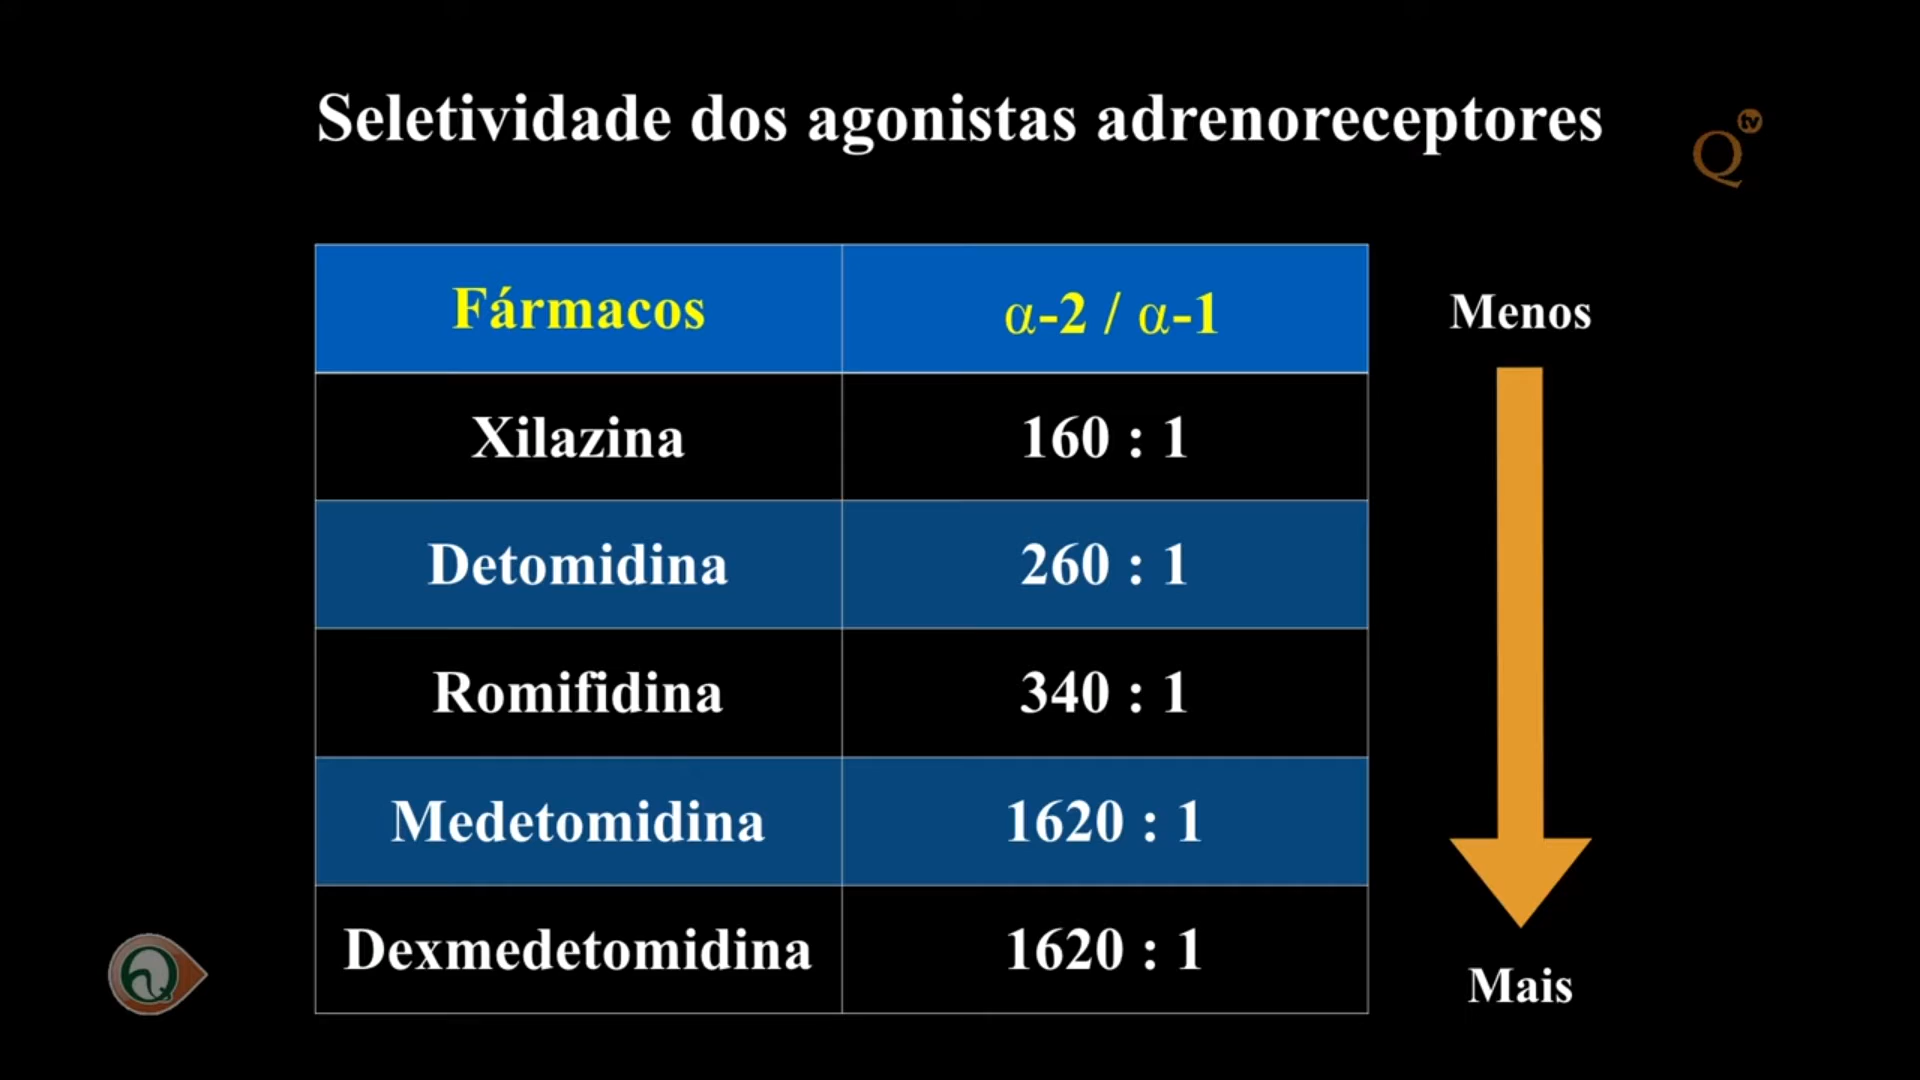 Seletividade dos agonistas adrenoreceptores
Q tv
Fármacos α-2 / α-1 Menos
Xilazina 160 : 1
Detomidina 260 : 1
Romifidina 340 : 1
Medetomidina 1620 : 1
Dexmedetomidina 1620 : 1
Mais